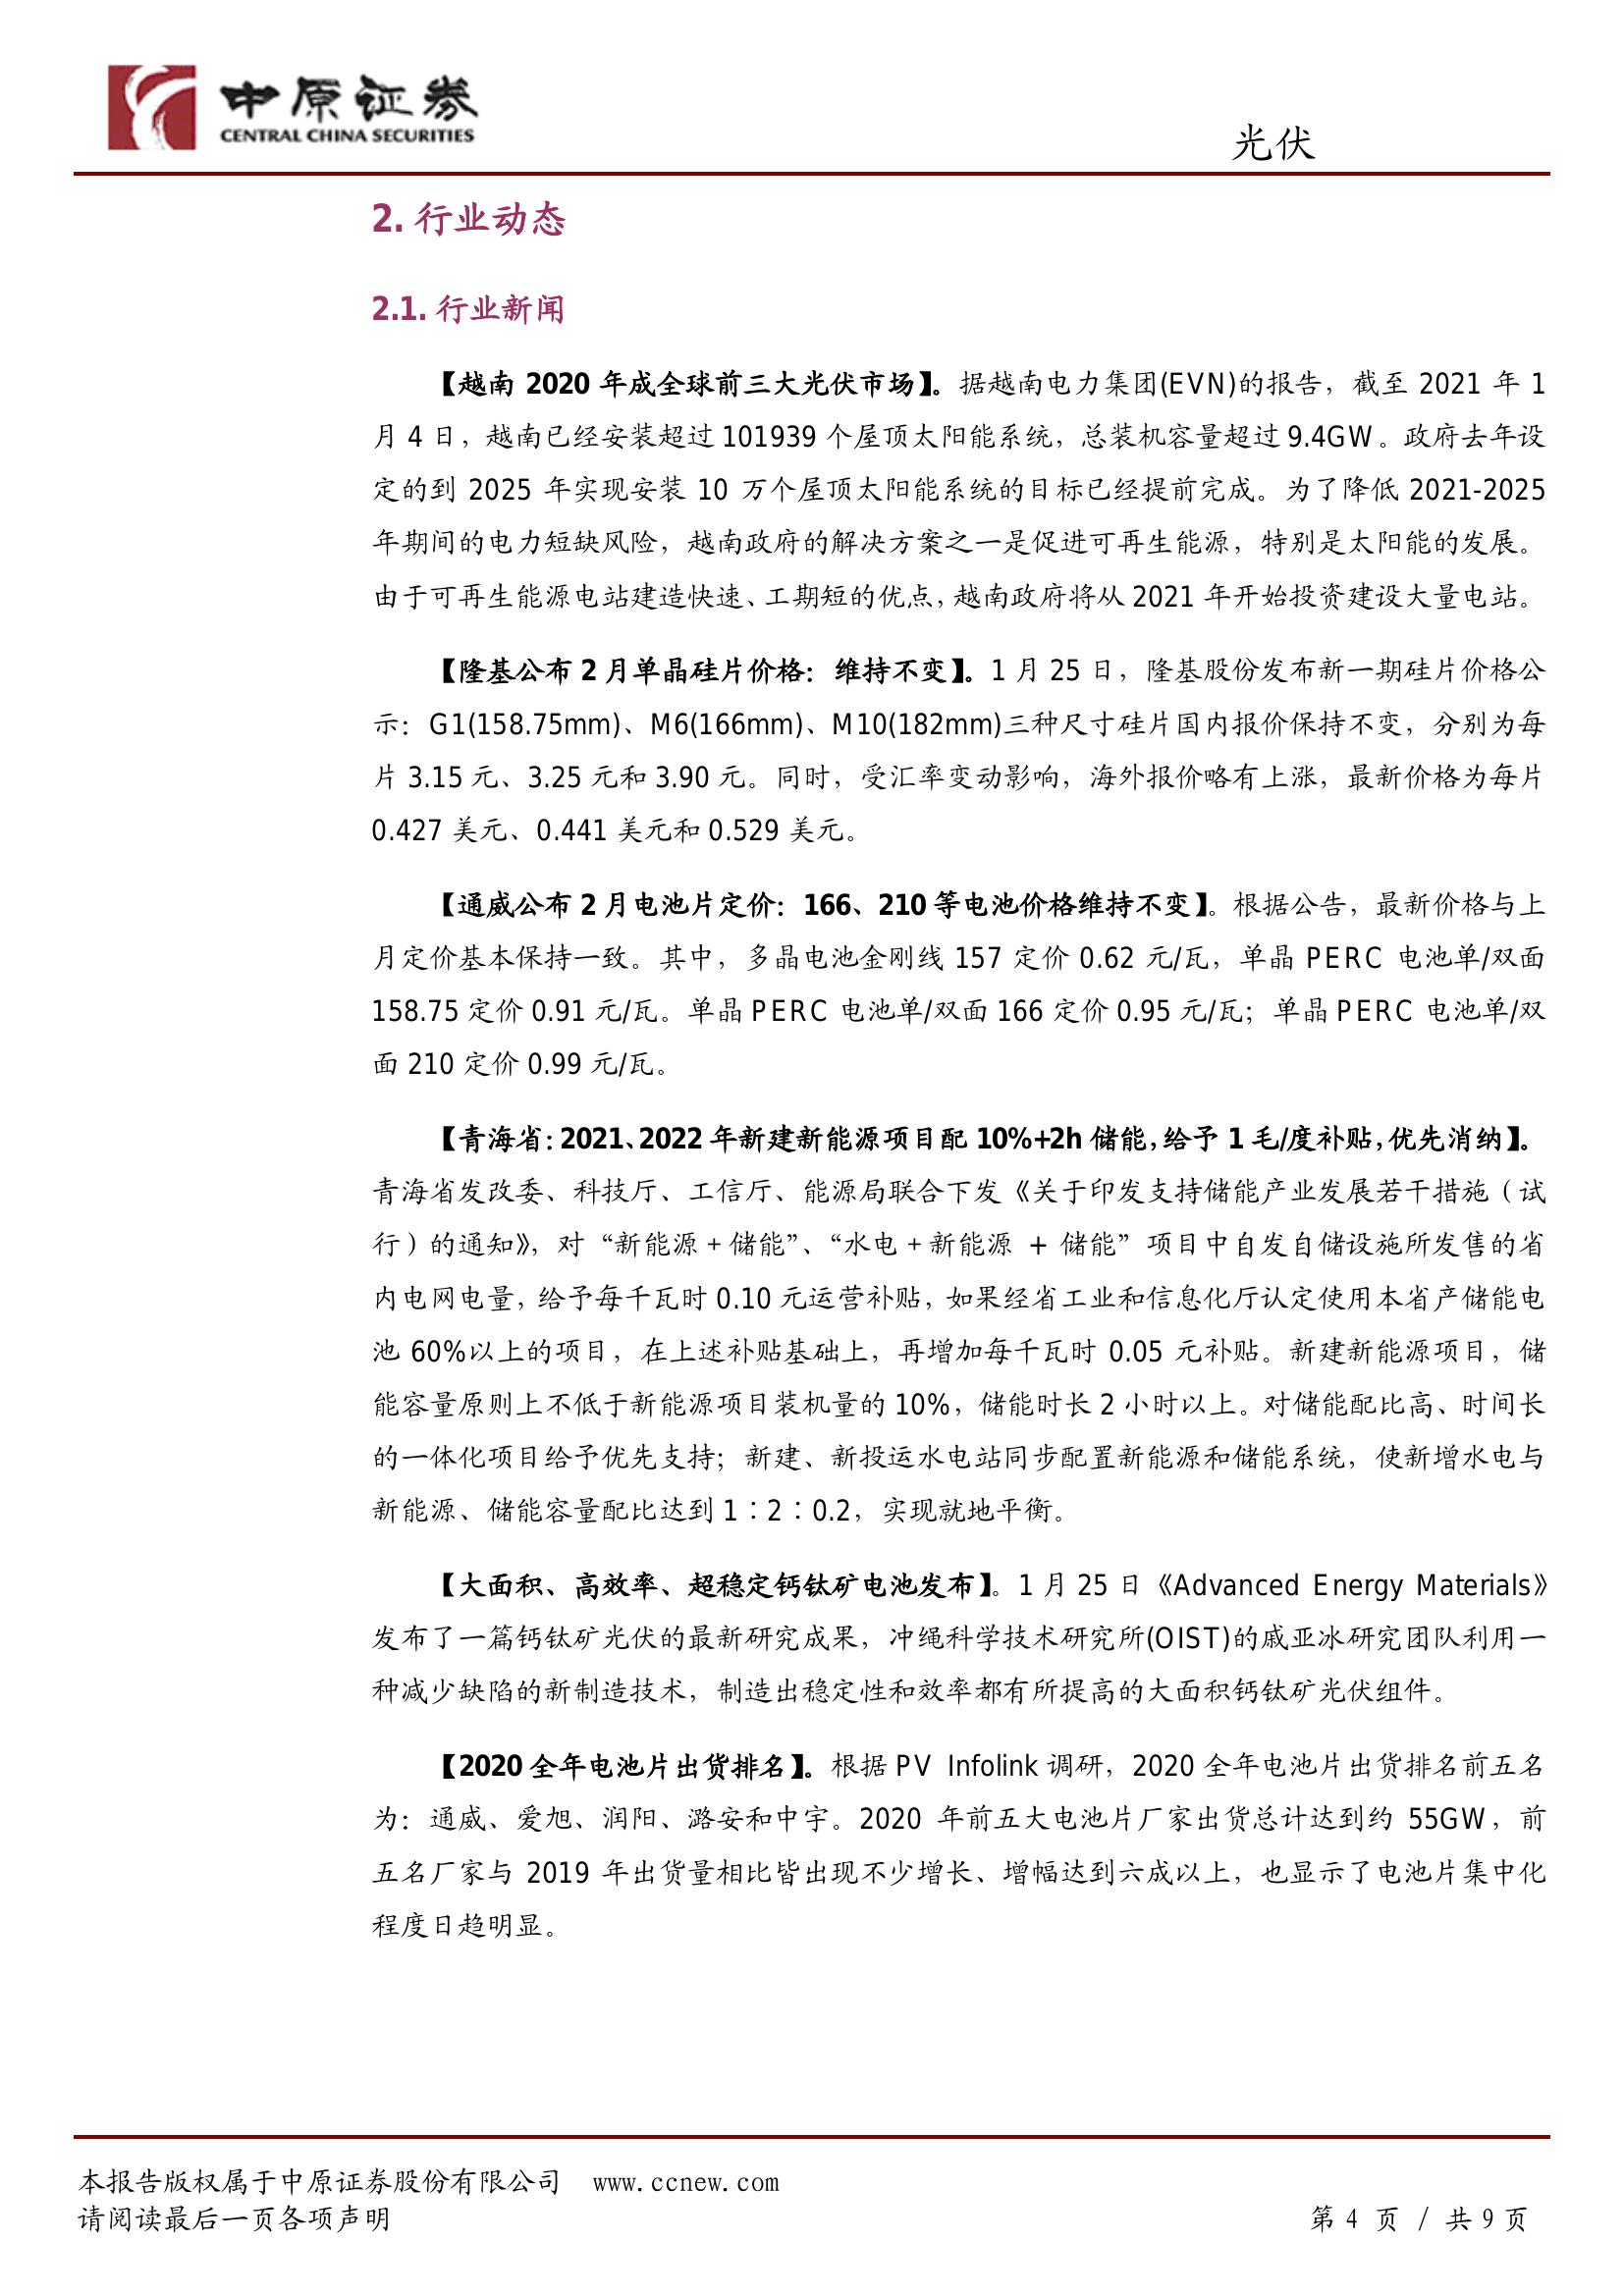 中原证券
CENTRAL CHINA SECURITIES
光伏
2. 行业动态
2.1. 行业新闻
【越南 2020 年成全球前三大光伏市场】。据越南电力集团(EVN)的报告，截至 2021 年 1
月 4 日，越南已经安装超过 101939 个屋顶太阳能系统，总装机容量超过 9.4GW。政府去年设
定的到 2025 年实现安装 10 万个屋顶太阳能系统的目标已经提前完成。为了降低 2021-2025
年期间的电力短缺风险，越南政府的解决方案之一是促进可再生能源，特别是太阳能的发展。
由于可再生能源电站建造快速、工期短的优点，越南政府将从 2021 年开始投资建设大量电站。
【隆基公布 2 月单晶硅片价格：维持不变】。1 月 25 日，隆基股份发布新一期硅片价格公
示：G1(158.75mm)、M6(166mm)、M10(182mm)三种尺寸硅片国内报价保持不变，分别为每
片 3.15 元、3.25 元和 3.90 元。同时，受汇率变动影响，海外报价略有上涨，最新价格为每片
0.427 美元、0.441 美元和 0.529 美元。
【通威公布 2 月电池片定价：166、210 等电池价格维持不变】。根据公告，最新价格与上
月定价基本保持一致。其中，多晶电池金刚线 157 定价 0.62 元/瓦，单晶 PERC 电池单/双面
158.75 定价 0.91 元/瓦。单晶 PERC 电池单/双面 166 定价 0.95 元/瓦；单晶 PERC 电池单/双
面 210 定价 0.99 元/瓦。
【青海省：2021、2022 年新建新能源项目配 10%+2h 储能，给予 1 毛/度补贴，优先消纳】。
青海省发改委、科技厅、工信厅、能源局联合下发《关于印发支持储能产业发展若干措施（试
行）的通知》，对“新能源＋储能”、“水电＋新能源 ＋ 储能”项目中自发自储设施所发售的省
内电网电量，给予每千瓦时 0.10 元运营补贴，如果经省工业和信息化厅认定使用本省产储能电
池 60%以上的项目，在上述补贴基础上，再增加每千瓦时 0.05 元补贴。新建新能源项目，储
能容量原则上不低于新能源项目装机量的 10%，储能时长 2 小时以上。对储能配比高、时间长
的一体化项目给予优先支持；新建、新投运水电站同步配置新能源和储能系统，使新增水电与
新能源、储能容量配比达到 1∶2∶0.2，实现就地平衡。
【大面积、高效率、超稳定钙钛矿电池发布】。1 月 25 日《Advanced Energy Materials》
发布了一篇钙钛矿光伏的最新研究成果，冲绳科学技术研究所(OIST)的戚亚冰研究团队利用一
种减少缺陷的新制造技术，制造出稳定性和效率都有所提高的大面积钙钛矿光伏组件。
【2020 全年电池片出货排名】。根据 PV Infolink 调研，2020 全年电池片出货排名前五名
为：通威、爱旭、润阳、潞安和中宇。2020 年前五大电池片厂家出货总计达到约 55GW，前
五名厂家与 2019 年出货量相比皆出现不少增长、增幅达到六成以上，也显示了电池片集中化
程度日趋明显。
本报告版权属于中原证券股份有限公司 www.ccnew.com
请阅读最后一页各项声明 第 4 页 / 共 9 页